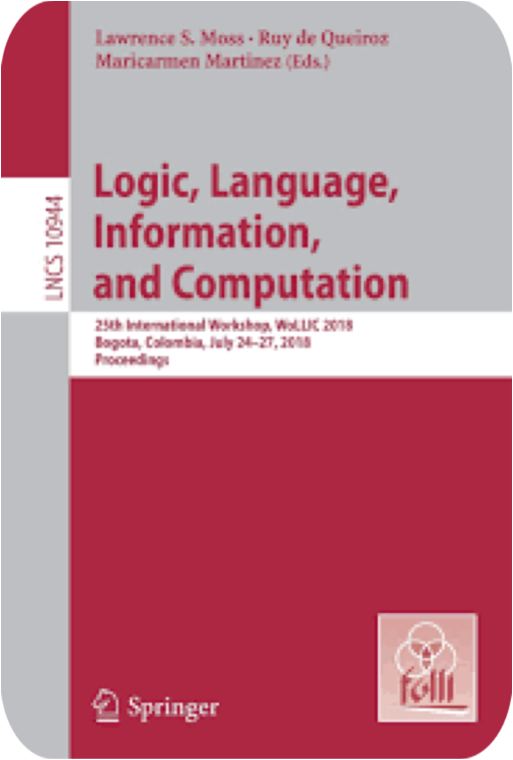 Lawrence S. Moss · Ruy de Queiroz
Maricarmen Martinez (Eds.)
LNCS 10944
Logic, Language,
Information,
and Computation
25th International Workshop, WoLLIC 2018
Bogota, Colombia, July 24–27, 2018
Proceedings
folli
Springer